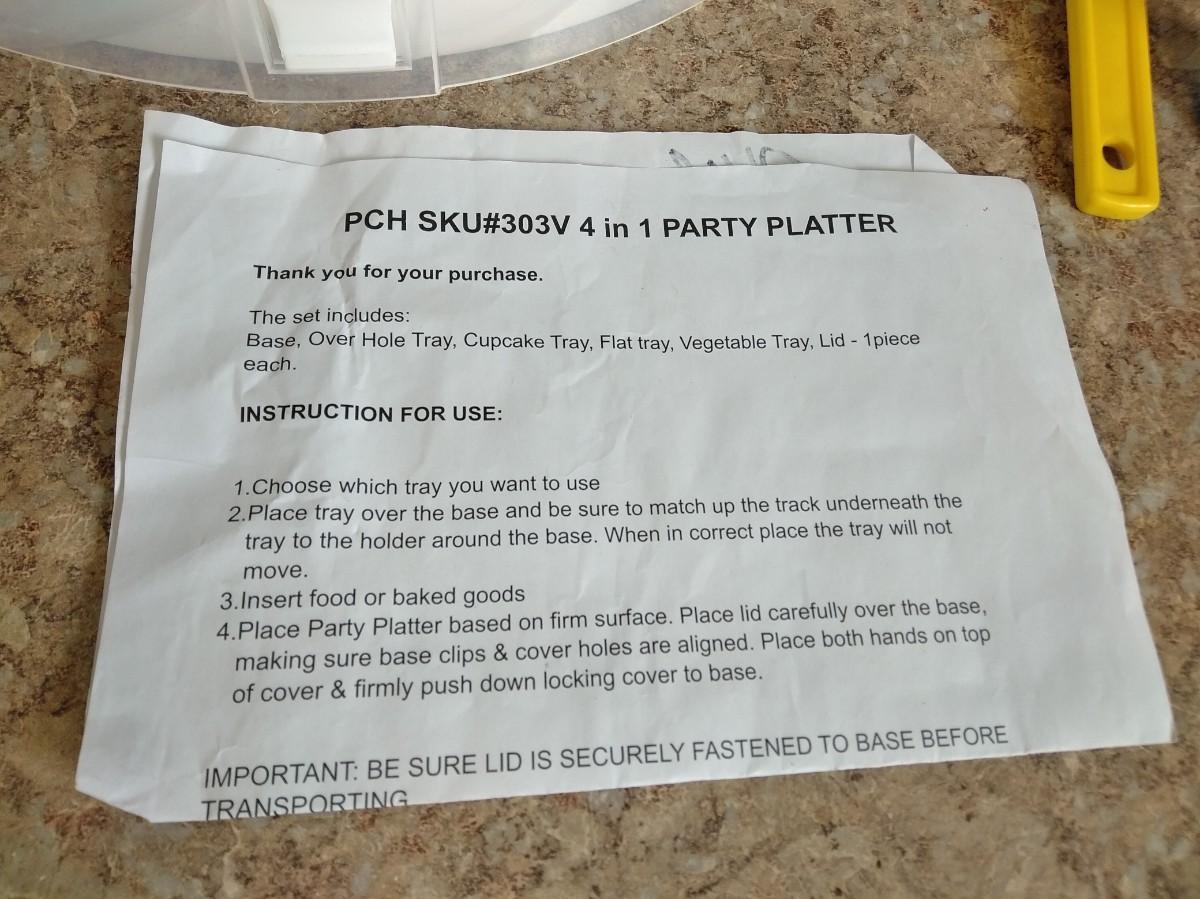 PCH SKU#303V 4 in 1 PARTY PLATTER
Thank you for your purchase.
The set includes:
Base, Over Hole Tray, Cupcake Tray, Flat tray, Vegetable Tray, Lid - 1piece
each.
INSTRUCTION FOR USE:
1.Choose which tray you want to use
2.Place tray over the base and be sure to match up the track underneath the
tray to the holder around the base. When in correct place the tray will not
move.
3.Insert food or baked goods
4.Place Party Platter based on firm surface. Place lid carefully over the base,
making sure base clips & cover holes are aligned. Place both hands on top
of cover & firmly push down locking cover to base.
IMPORTANT: BE SURE LID IS SECURELY FASTENED TO BASE BEFORE
TRANSPORTING